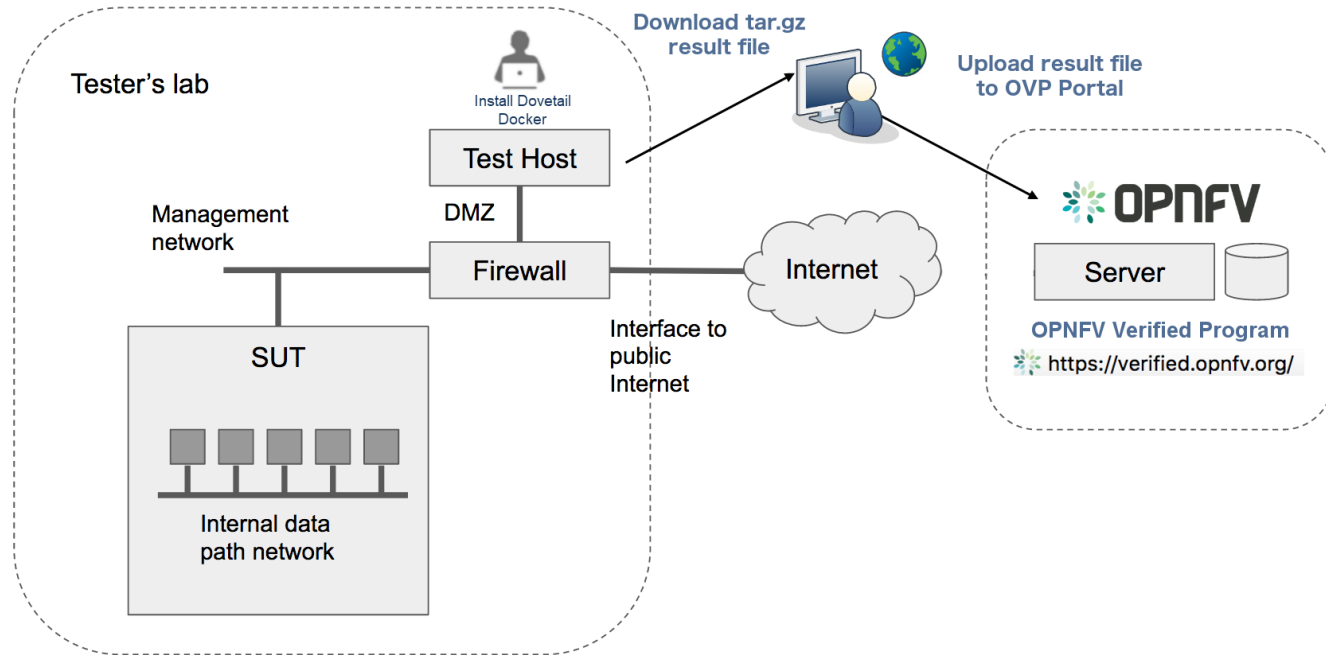 Download tar.gz
result file
Upload result file
to OVP Portal
Tester's lab
Install Dovetail
Docker
Test Host
DMZ
Management
network
Firewall
Internet
Interface to
public
Internet
SUT
Internal data
path network
OPNFV
Server
OPNFV Verified Program
https://verified.opnfv.org/